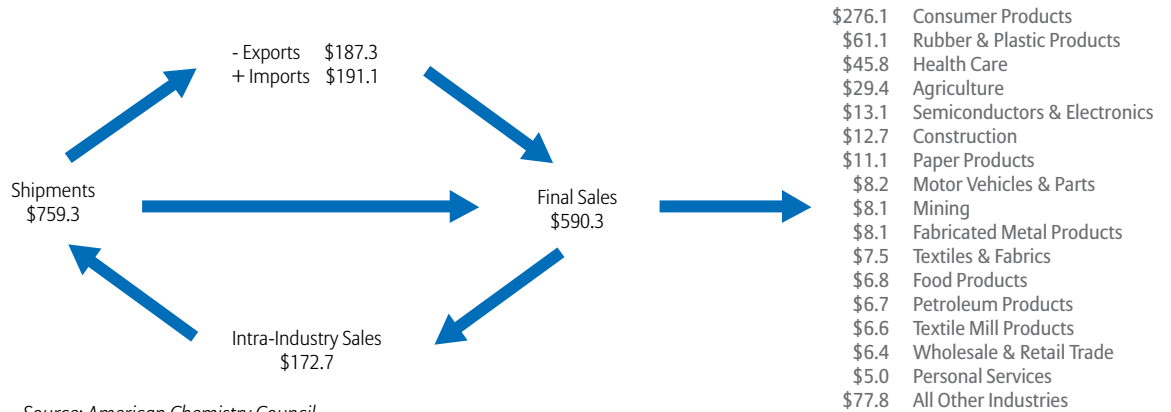 - Exports $187.3
+ Imports $191.1
Shipments
$759.3
Final Sales
$590.3
Intra-Industry Sales
$172.7
$276.1 Consumer Products
$61.1 Rubber & Plastic Products
$45.8 Health Care
$29.4 Agriculture
$13.1 Semiconductors & Electronics
$12.7 Construction
$11.1 Paper Products
$8.2 Motor Vehicles & Parts
$8.1 Mining
$8.1 Fabricated Metal Products
$7.5 Textiles & Fabrics
$6.8 Food Products
$6.7 Petroleum Products
$6.6 Textile Mill Products
$6.4 Wholesale & Retail Trade
$5.0 Personal Services
$77.8 All Other Industries
Source: American Chemistry Council